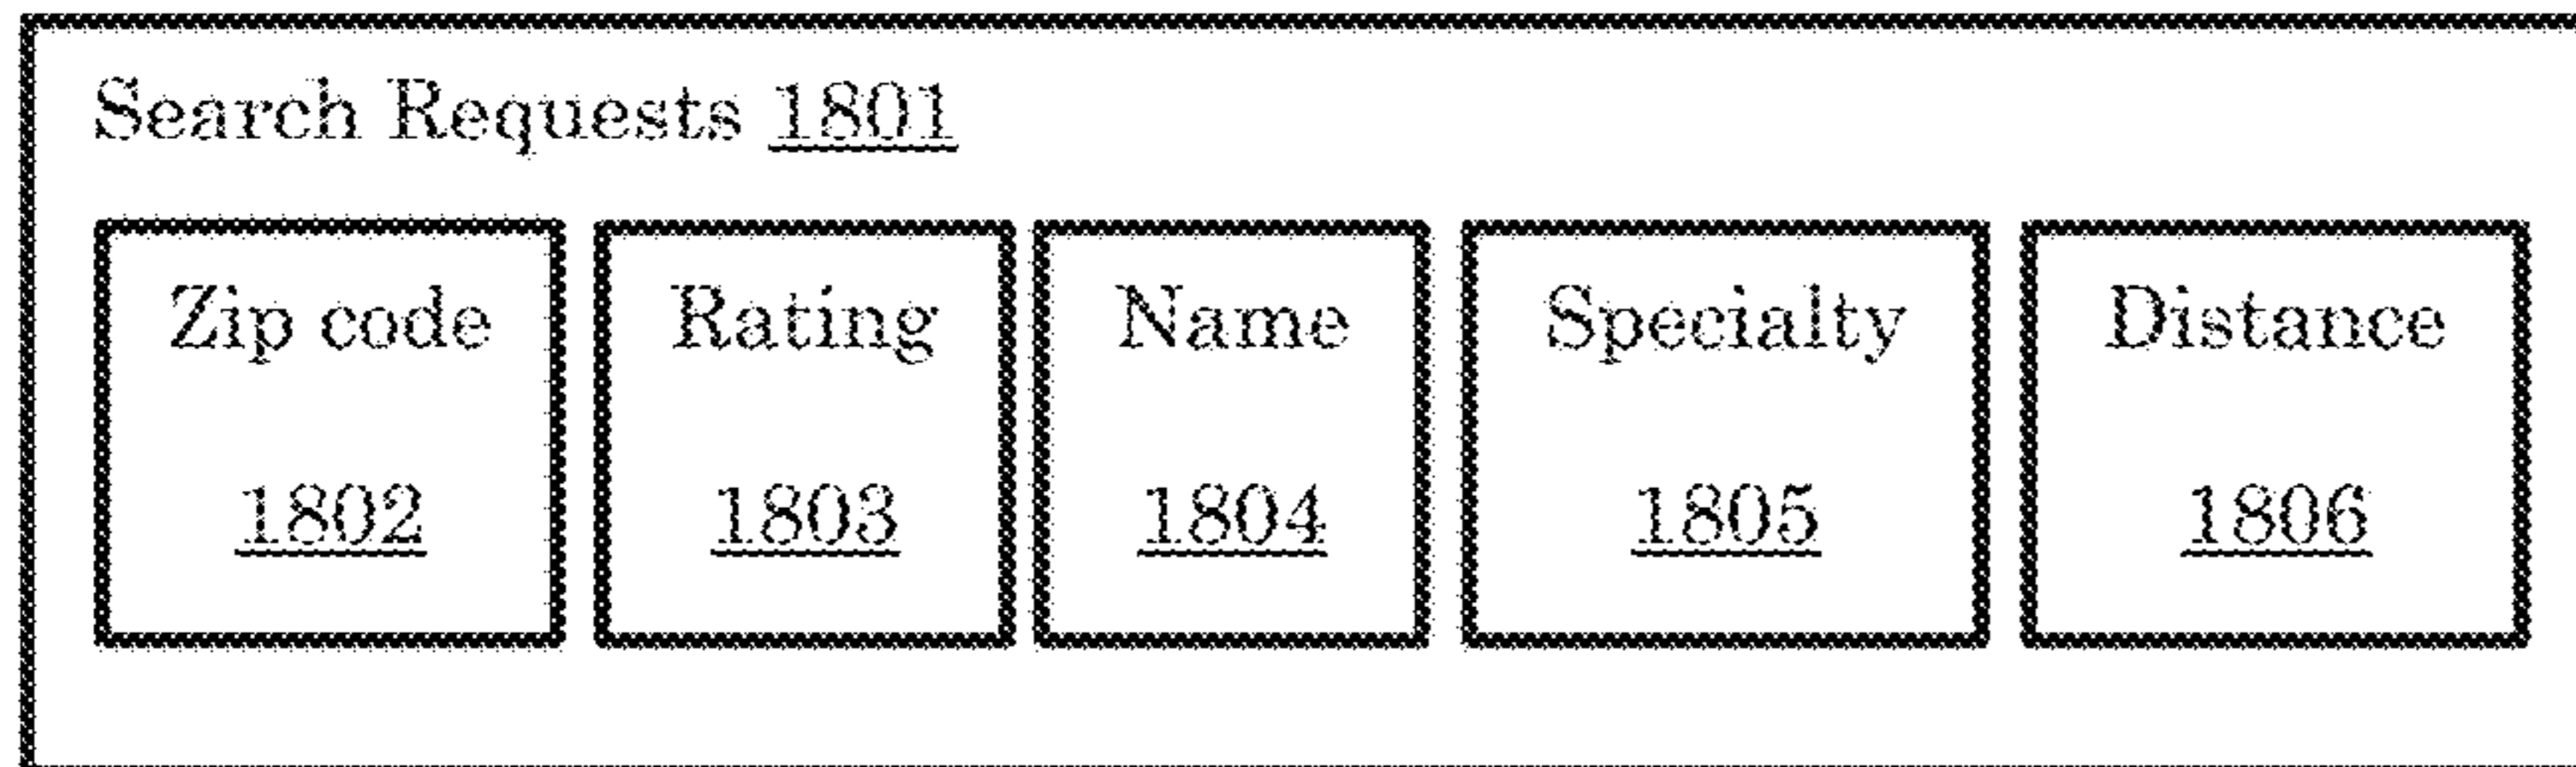 Search Requests 1801
Zip code Rating Name Specialty Distance
1802 1803 1804 1805 1806